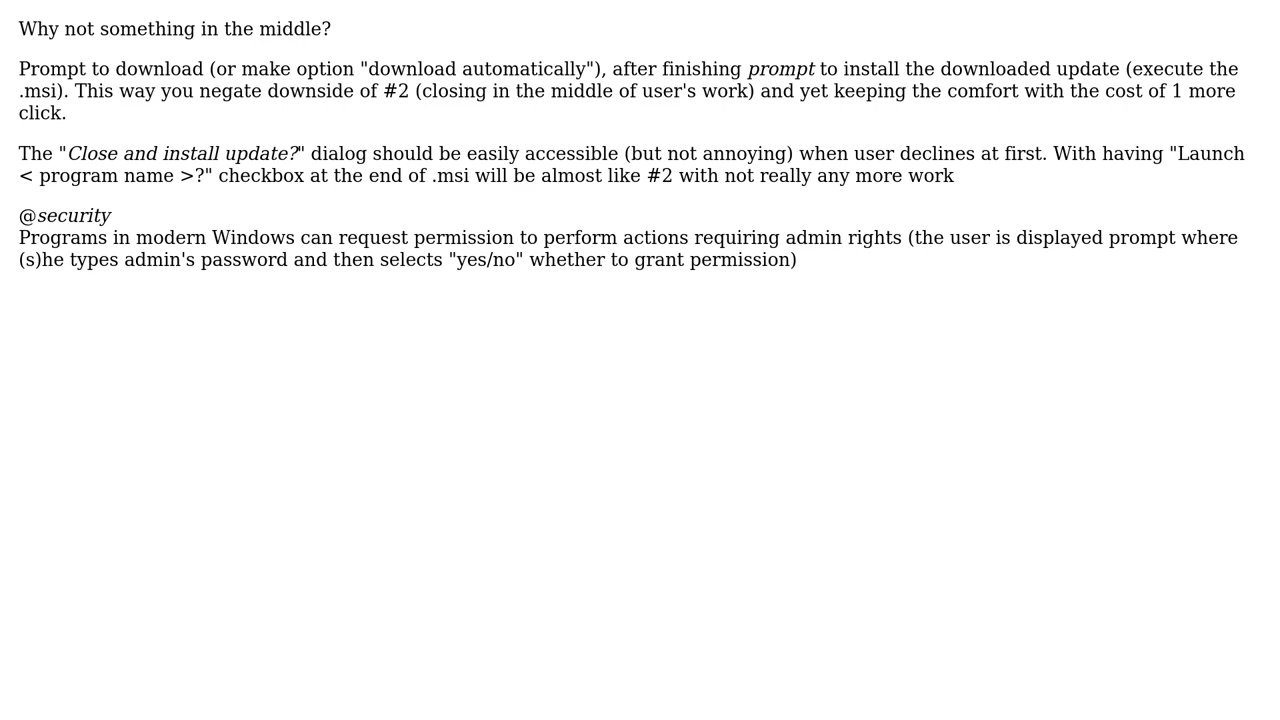 Why not something in the middle?
Prompt to download (or make option "download automatically"), after finishing prompt to install the downloaded update (execute the
.msi). This way you negate downside of #2 (closing in the middle of user's work) and yet keeping the comfort with the cost of 1 more
click.
The "Close and install update?" dialog should be easily accessible (but not annoying) when user declines at first. With having "Launch
< program name >?" checkbox at the end of .msi will be almost like #2 with not really any more work
@security
Programs in modern Windows can request permission to perform actions requiring admin rights (the user is displayed prompt where
(s)he types admin's password and then selects "yes/no" whether to grant permission)